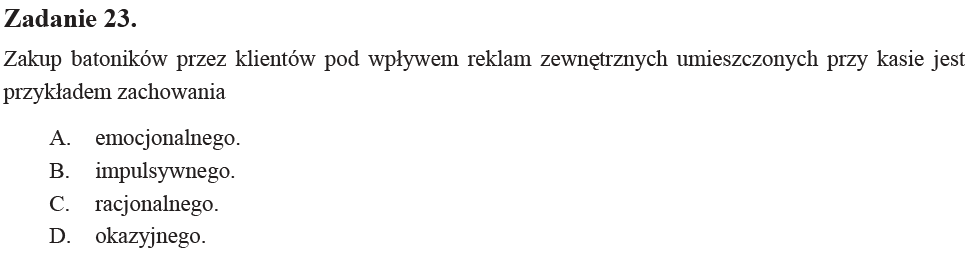 Zadanie 23.
Zakup batoników przez klientów pod wpływem reklam zewnętrznych umieszczonych przy kasie jest
przykładem zachowania
A. emocjonalnego.
B. impulsywnego.
C. racjonalnego.
D. okazyjnego.